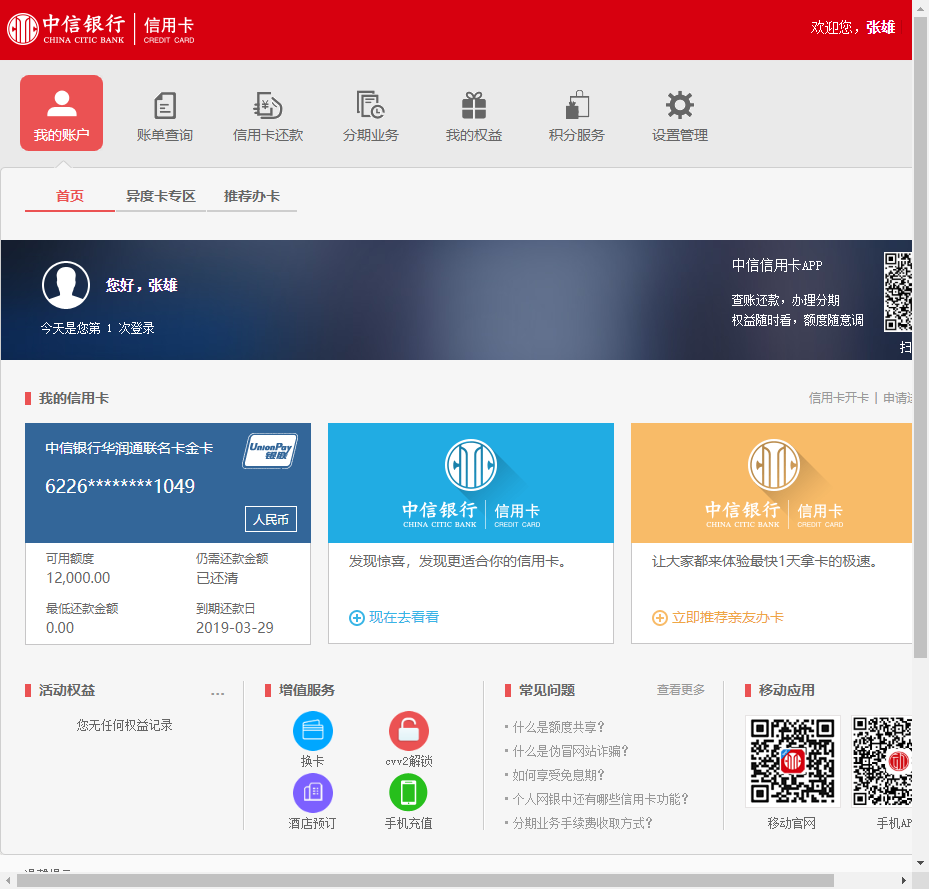 中信银行 信用卡
CHINA CITIC BANK CREDIT CARD
欢迎您，张雄
我的账户 账单查询 信用卡还款 分期业务 我的权益 积分服务 设置管理
首页 异度卡专区 推荐办卡
中信信用卡APP
您好，张雄
查账还款，办理分期
今天是您第 1 次登录
权益随时看，额度随意调
扫
我的信用卡
信用卡开卡 | 申请
中信银行华润通联名卡金卡
UnionPay
银联
6226********1049
人民币
可用额度 仍需还款金额
12,000.00 已还清
最低还款金额 到期还款日
0.00 2019-03-29
中信银行 信用卡
CHINA CITIC BANK CREDIT CARD
发现惊喜，发现更适合你的信用卡。
现在去看看
中信银行 信用卡
CHINA CITIC BANK CREDIT CARD
让大家都来体验最快1天拿卡的极速。
立即推荐亲友办卡
活动权益 ...
您无任何权益记录
增值服务
换卡 cvv2解锁
酒店预订 手机充值
常见问题 查看更多
· 什么是额度共享？
· 什么是伪冒网站诈骗？
· 如何享受免息期？
· 个人网银中还有哪些信用卡功能？
· 分期业务手续费收取方式？
移动应用
移动官网 手机AP